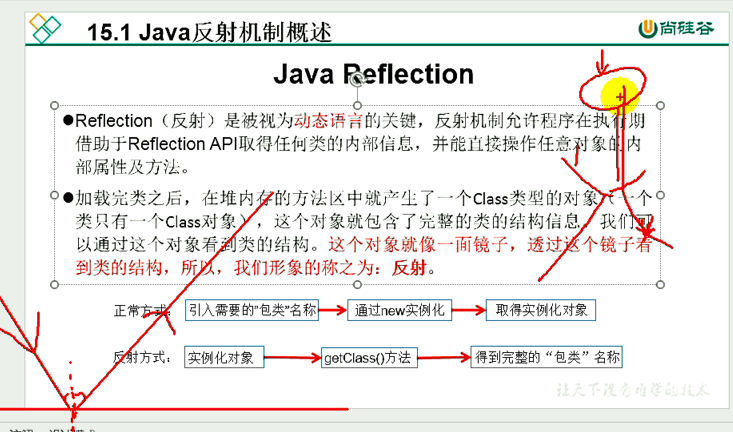 15.1 Java反射机制概述
尚硅谷
Java Reflection
●Reflection（反射）是被视为动态语言的关键，反射机制允许程序在执行期
借助于Reflection API取得任何类的内部信息，并能直接操作任意对象的内
部属性及方法。
●加载完类之后，在堆内存的方法区中就产生了一个Class类型的对象（一个
类只有一个Class对象），这个对象就包含了完整的类的结构信息。我们可
以通过这个对象看到类的结构。这个对象就像一面镜子，透过这个镜子看
到类的结构，所以，我们形象的称之为：反射。
正常方式： 引入需要的"包类"名称 通过new实例化 取得实例化对象
反射方式： 实例化对象 getClass()方法 得到完整的“包类”名称
让天下没有难学的技术